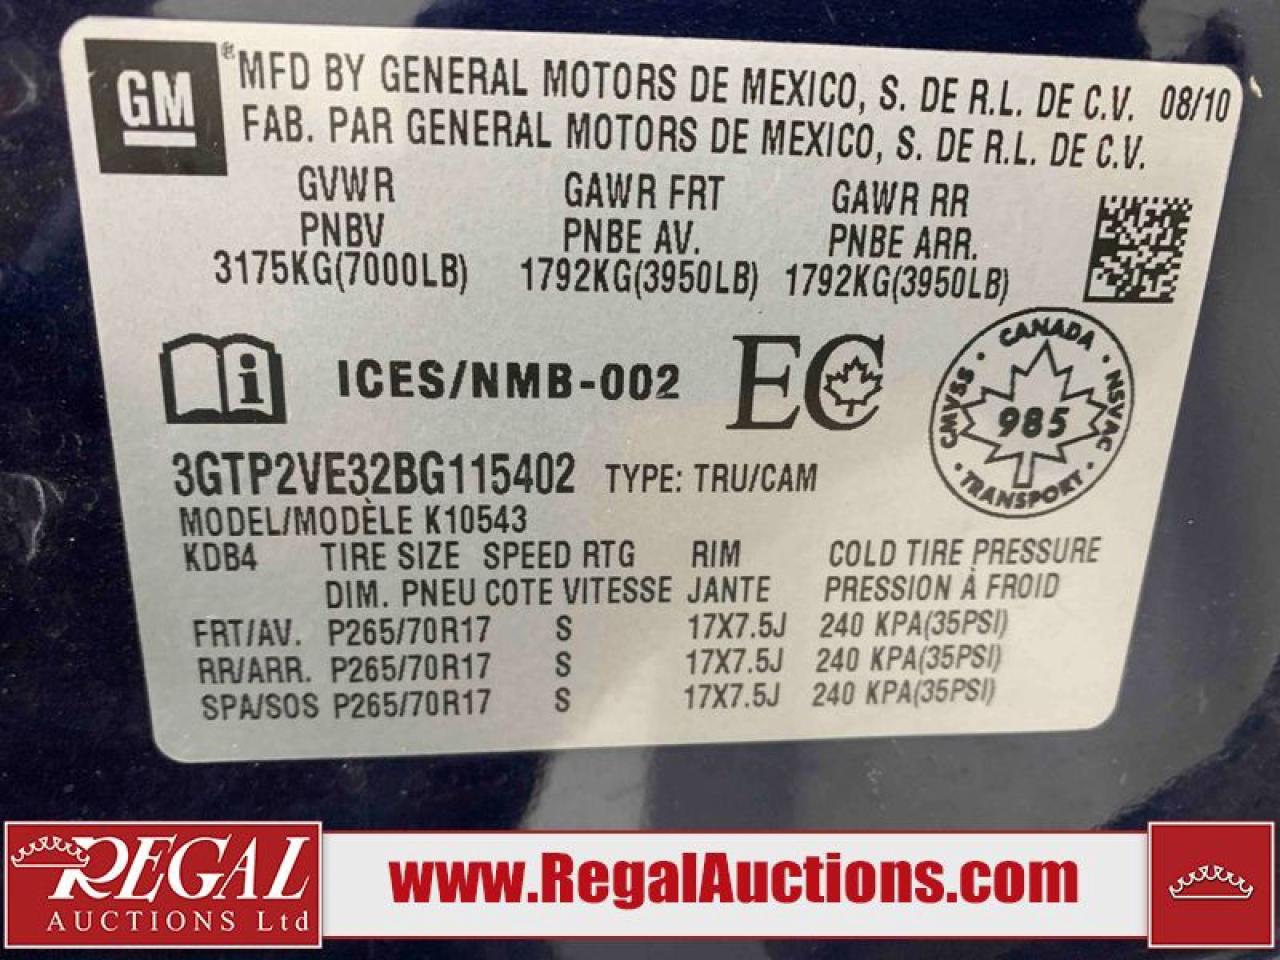 GM
® MFD BY GENERAL MOTORS DE MEXICO, S. DE R.L. DE C.V. 08/10
FAB. PAR GENERAL MOTORS DE MEXICO, S. DE R.L. DE C.V.
GVWR GAWR FRT GAWR RR
PNBV PNBE AV. PNBE ARR.
3175KG(7000LB) 1792KG(3950LB) 1792KG(3950LB)
i ICES/NMB-002 EC
CANADA · NSVAC · TRANSPORT · CMVSS ·
985
3GTP2VE32BG115402 TYPE: TRU/CAM
MODEL/MODÈLE K10543
KDB4 TIRE SIZE SPEED RTG RIM COLD TIRE PRESSURE
DIM. PNEU COTE VITESSE JANTE PRESSION À FROID
FRT/AV. P265/70R17 S 17X7.5J 240 KPA(35PSI)
RR/ARR. P265/70R17 S 17X7.5J 240 KPA(35PSI)
SPA/SOS P265/70R17 S 17X7.5J 240 KPA(35PSI)
REGAL
AUCTIONS Ltd
www.RegalAuctions.com